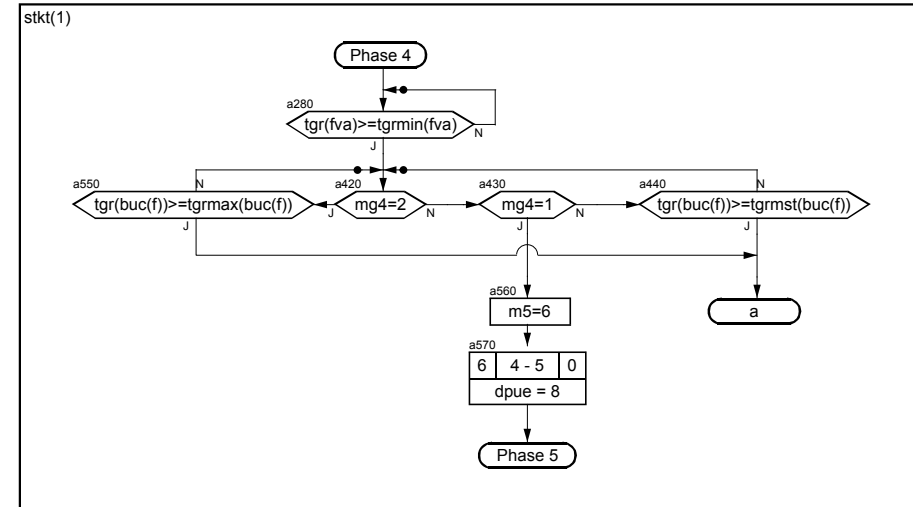 stkt(1)
Phase 4
a280
tgr(fva)>=tgrmin(fva)
N
J
a550
N
tgr(buc(f))>=tgrmax(buc(f))
J
a420
mg4=2
J
N
a430
mg4=1
N
J
a440
N
tgr(buc(f))>=tgrmst(buc(f))
J
a560
m5=6
a
a570
6 4 - 5 0
dpue = 8
Phase 5